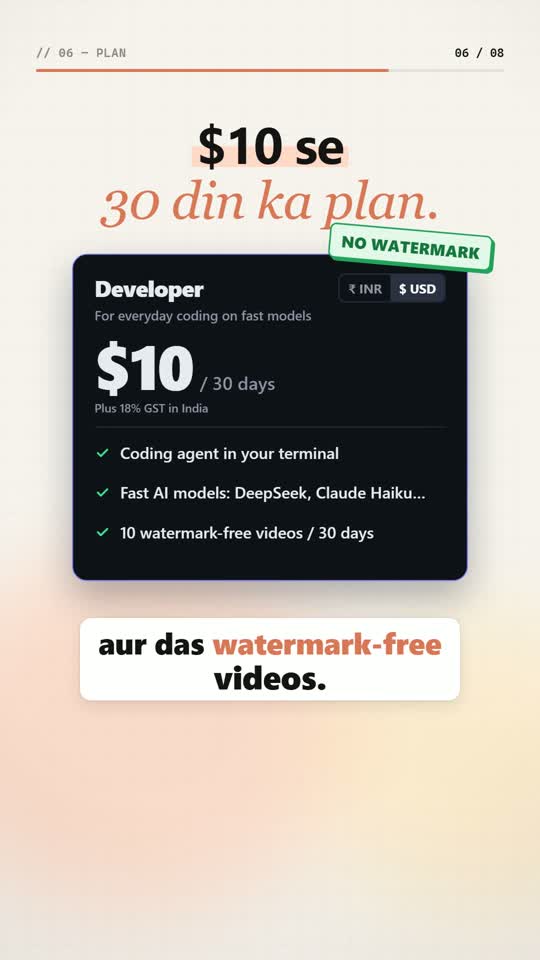 // 06 — PLAN
06 / 08
$10 se
30 din ka plan.
NO WATERMARK
Developer
₹ INR
$ USD
For everyday coding on fast models
$10 / 30 days
Plus 18% GST in India
Coding agent in your terminal
Fast AI models: DeepSeek, Claude Haiku...
10 watermark-free videos / 30 days
aur das watermark-free
videos.